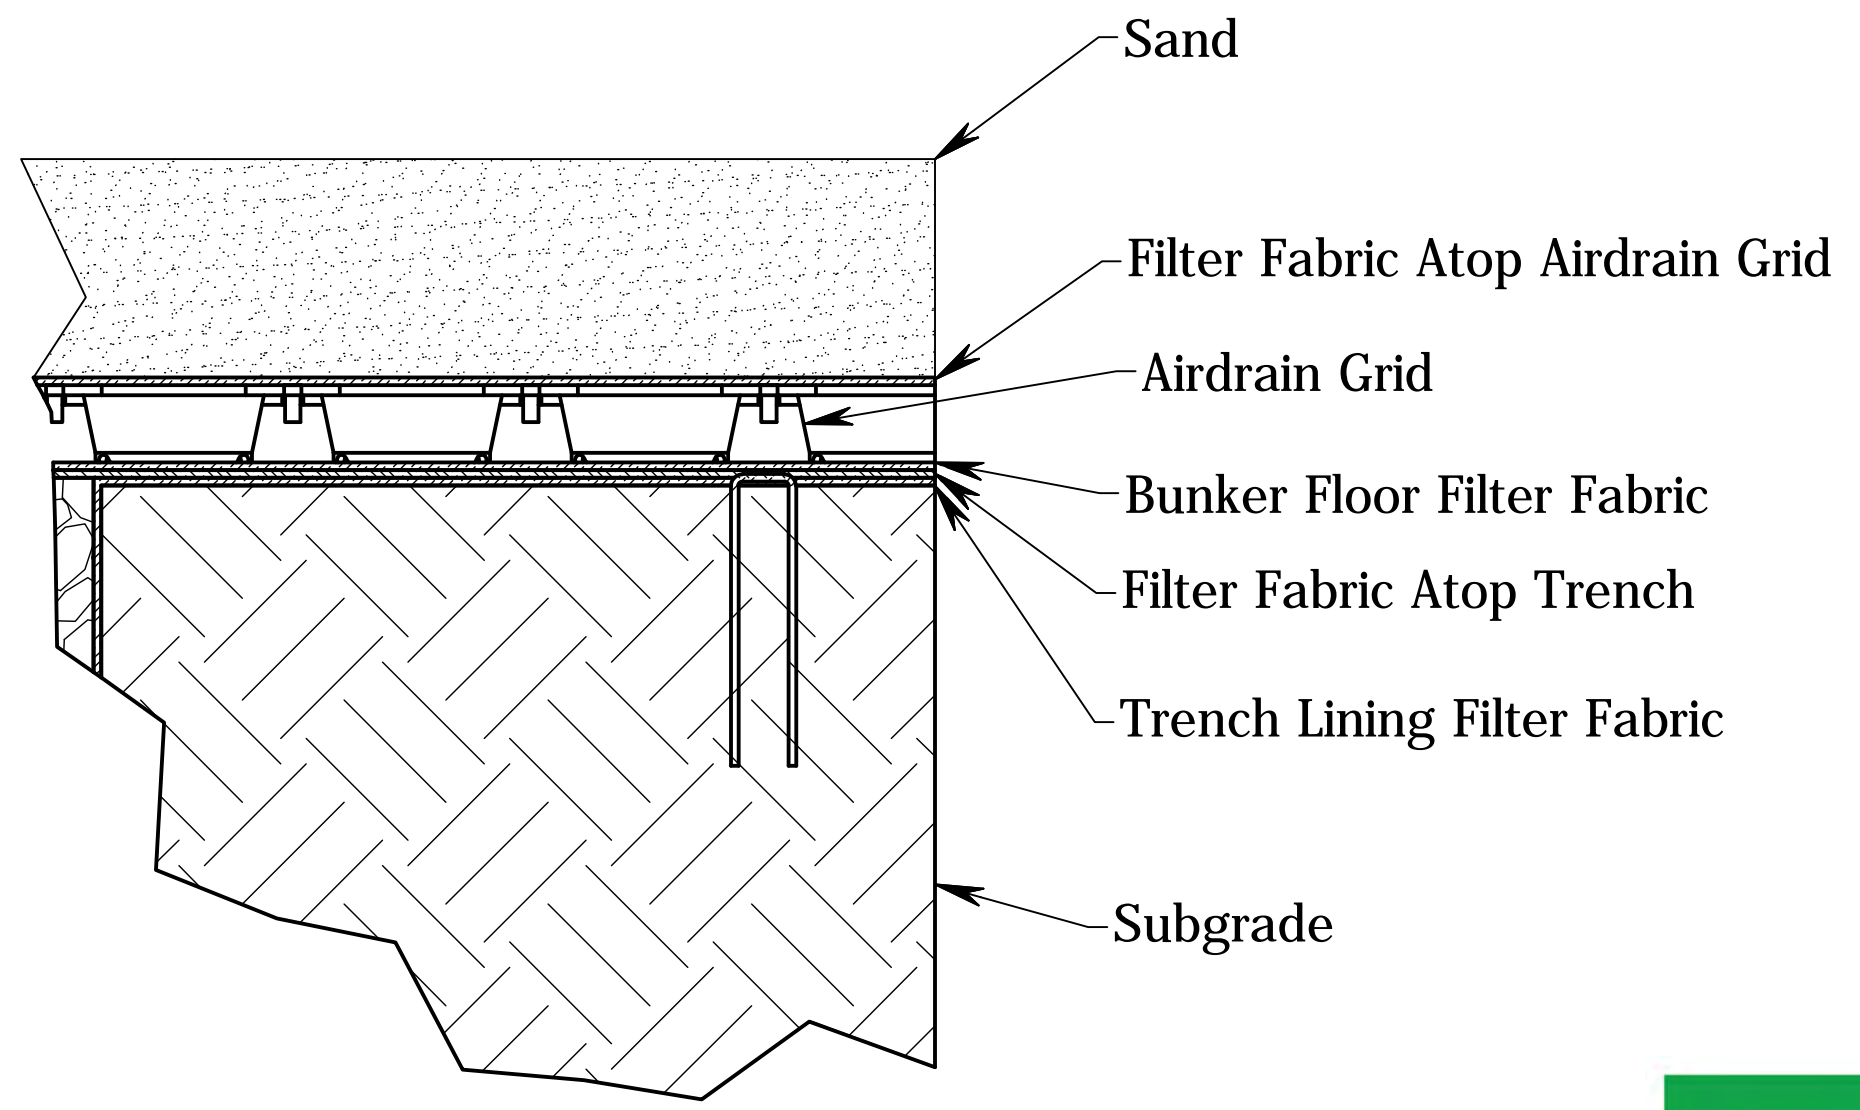 Sand
Filter Fabric Atop Airdrain Grid
Airdrain Grid
Bunker Floor Filter Fabric
Filter Fabric Atop Trench
Trench Lining Filter Fabric
Subgrade